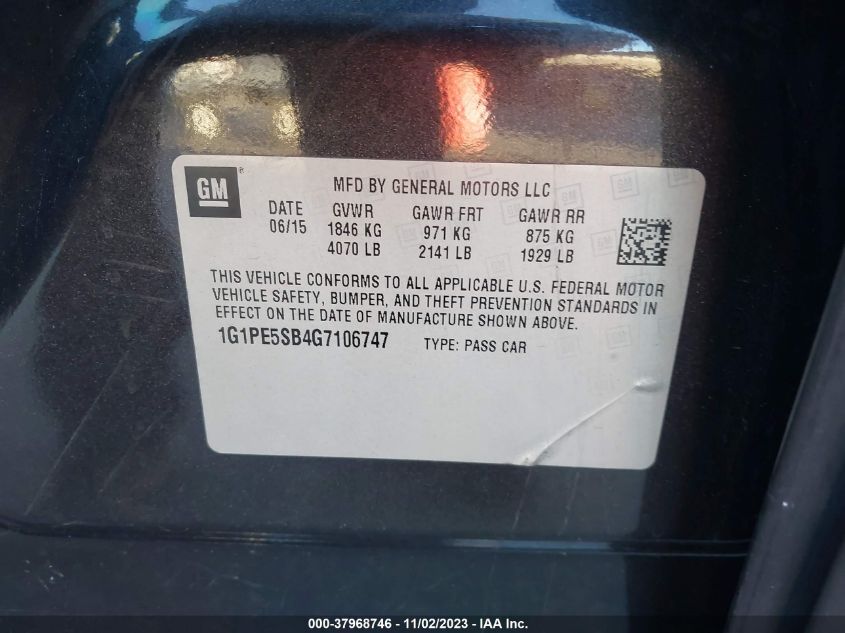 GM
MFD BY GENERAL MOTORS LLC
DATE GVWR GAWR FRT GAWR RR
06/15 1846 KG 971 KG 875 KG
4070 LB 2141 LB 1929 LB
THIS VEHICLE CONFORMS TO ALL APPLICABLE U.S. FEDERAL MOTOR
VEHICLE SAFETY, BUMPER, AND THEFT PREVENTION STANDARDS IN
EFFECT ON THE DATE OF MANUFACTURE SHOWN ABOVE.
1G1PE5SB4G7106747 TYPE: PASS CAR
000-37968746 - 11/02/2023 - IAA Inc.